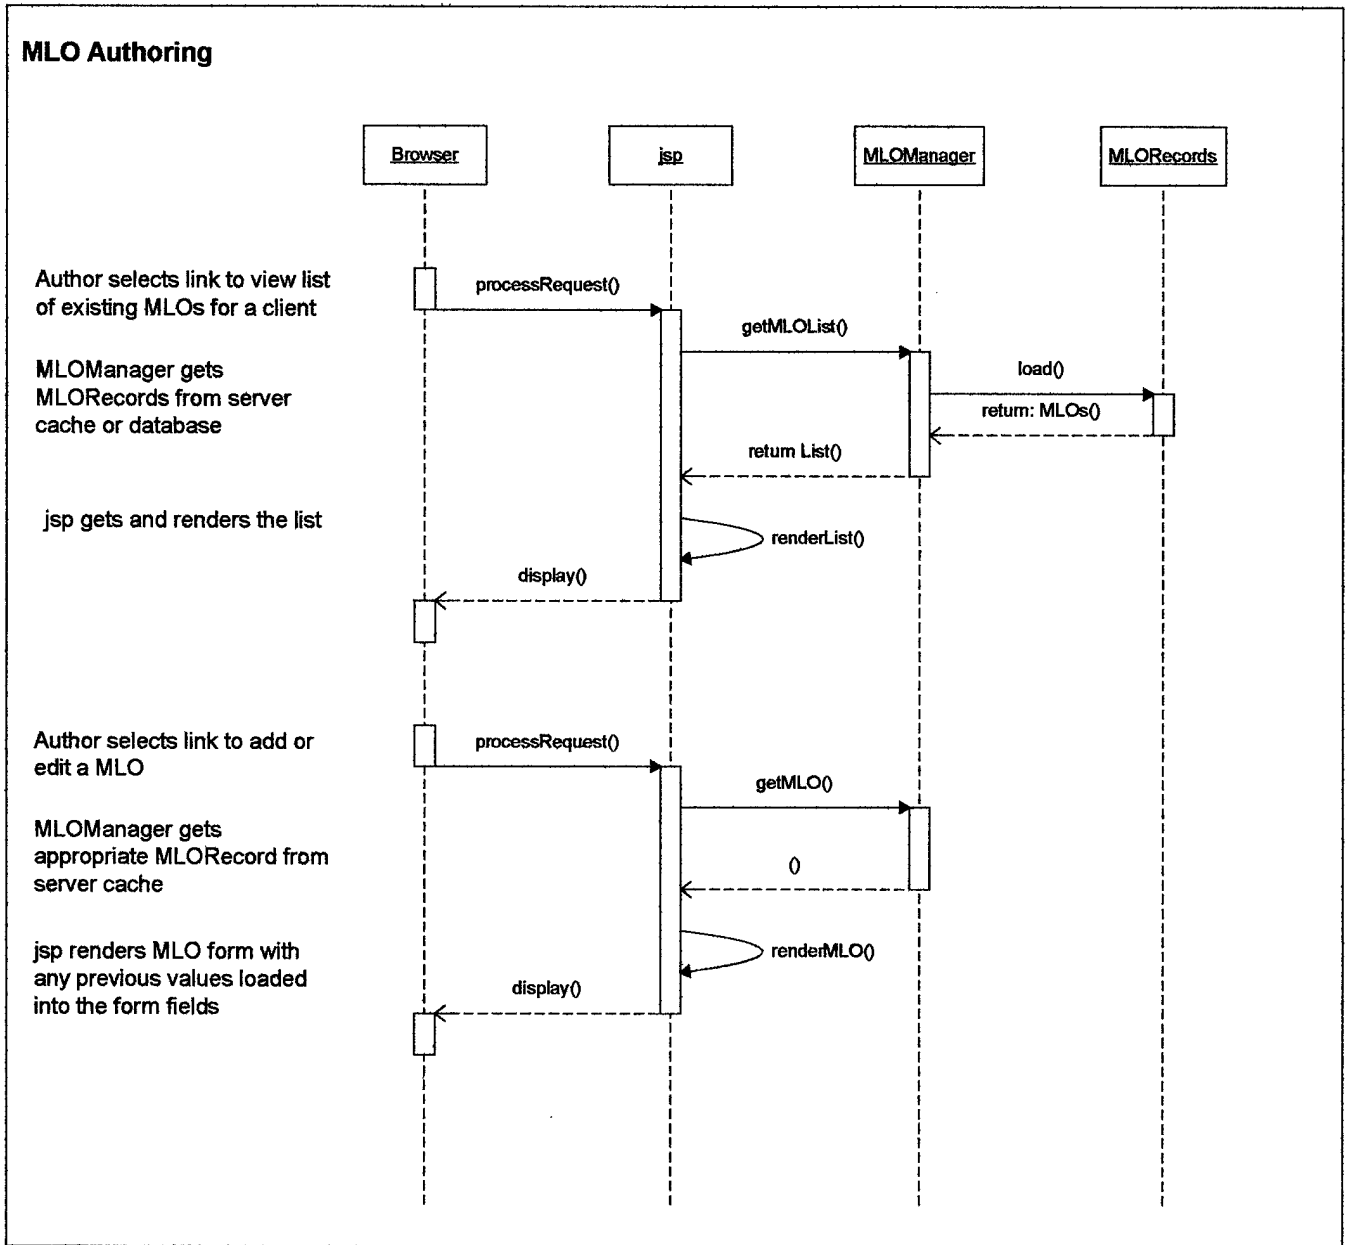 MLO Authoring
Browser
jsp
MLOManager
MLORecords
Author selects link to view list
of existing MLOs for a client
processRequest()
getMLOList()
MLOManager gets
MLORecords from server
cache or database
load()
return: MLOs()
return List()
jsp gets and renders the list
renderList()
display()
Author selects link to add or
edit a MLO
processRequest()
getMLO()
MLOManager gets
appropriate MLORecord from
server cache
()
jsp renders MLO form with
any previous values loaded
into the form fields
renderMLO()
display()